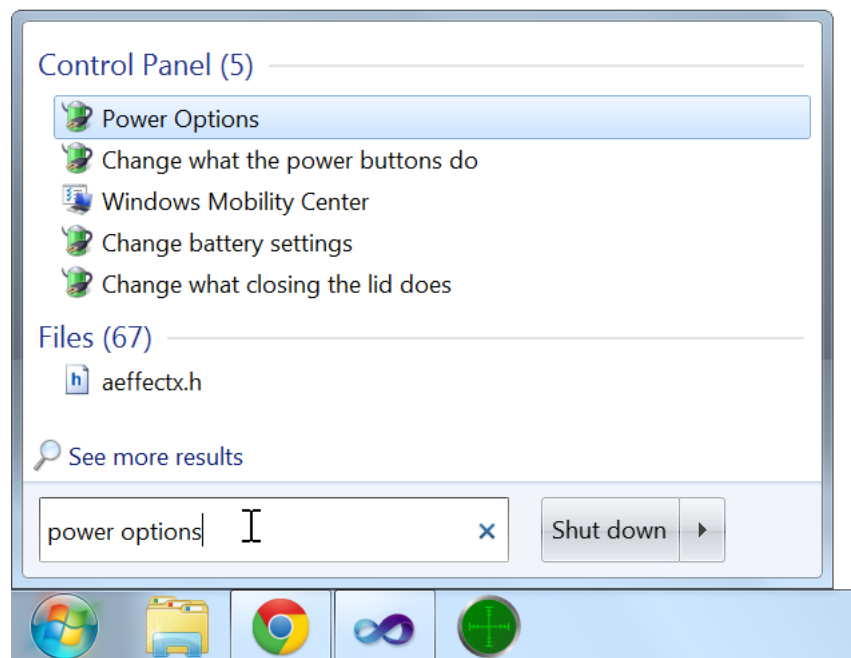 Control Panel (5)
Power Options
Change what the power buttons do
Windows Mobility Center
Change battery settings
Change what closing the lid does
Files (67)
h aeffectx.h
See more results
power options
Shut down